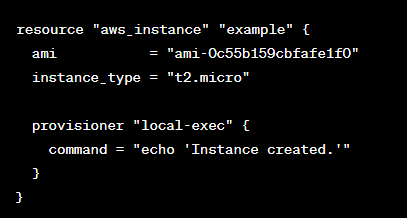 resource "aws_instance" "example" {
  ami           = "ami-0c55b159cbfafe1f0"
  instance_type = "t2.micro"

  provisioner "local-exec" {
    command = "echo 'Instance created.'"
  }
}